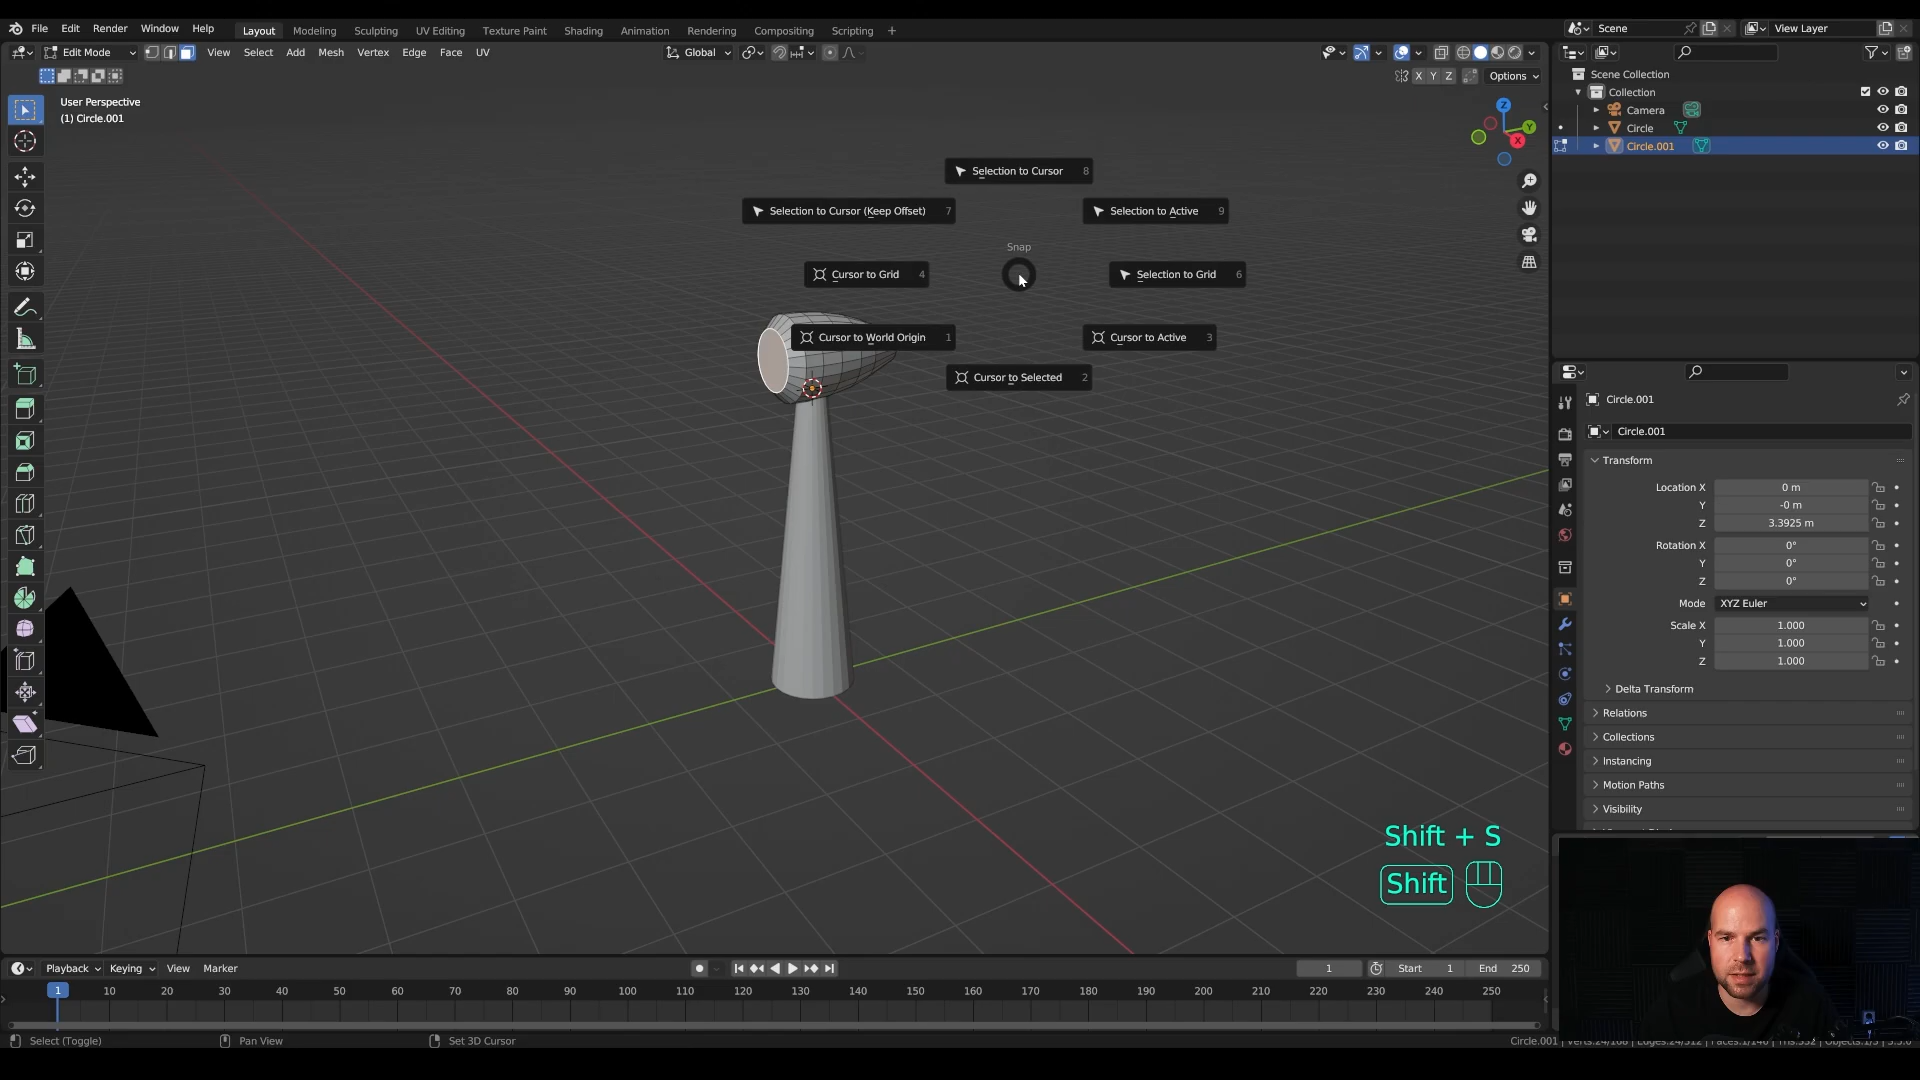 File Edit Render Window Help
Layout Modeling Sculpting UV Editing Texture Paint Shading Animation Rendering Compositing Scripting +
Scene
View Layer
Edit Mode
View Select Add Mesh Vertex Edge Face UV
Global
X Y Z
Options
User Perspective
(1) Circle.001
Z
Y
X
Selection to Cursor 8
Selection to Cursor (Keep Offset) 7
Selection to Active 9
Snap
Cursor to Grid 4
Selection to Grid 6
Cursor to World Origin 1
Cursor to Active 3
Cursor to Selected 2
Scene Collection
Collection
Camera
Circle
Circle.001
Circle.001
Circle.001
Transform
Location X 0 m
Y -0 m
Z 3.3925 m
Rotation X 0°
Y 0°
Z 0°
Mode XYZ Euler
Scale X 1.000
Y 1.000
Z 1.000
Delta Transform
Relations
Collections
Instancing
Motion Paths
Visibility
Shift + S
Shift
Playback Keying View Marker
1
Start 1
End 250
1 10 20 30 40 50 60 70 80 90 100 110 120 130 140 150 160 170 180 190 200 210 220 230 240 250
Select (Toggle)
Pan View
Set 3D Cursor
Circle.001